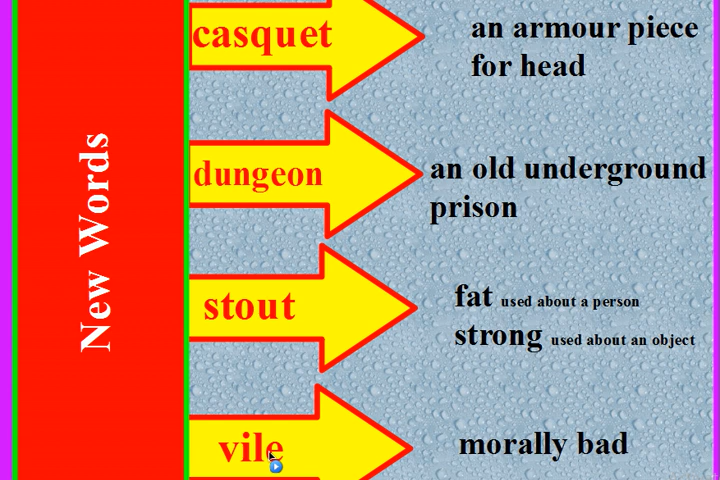 New Words
casquet
an armour piece
for head
dungeon
an old underground
prison
stout
fat used about a person
strong used about an object
vile
morally bad